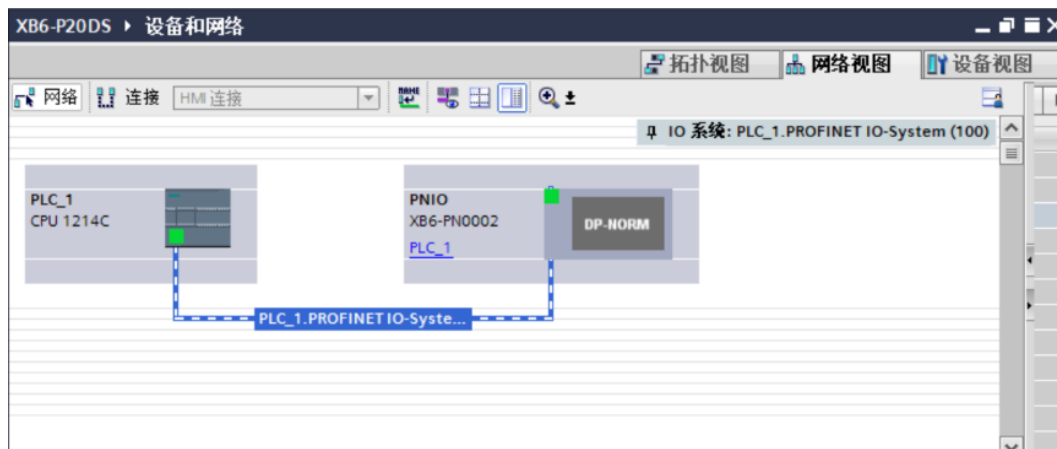 XB6-P20DS ▸ 设备和网络
拓扑视图 网络视图 设备视图
网络 连接 HMI 连接
IO 系统: PLC_1.PROFINET IO-System (100)
PLC_1
CPU 1214C
PNIO
XB6-PN0002
PLC_1
DP-NORM
PLC_1.PROFINET IO-Syste...